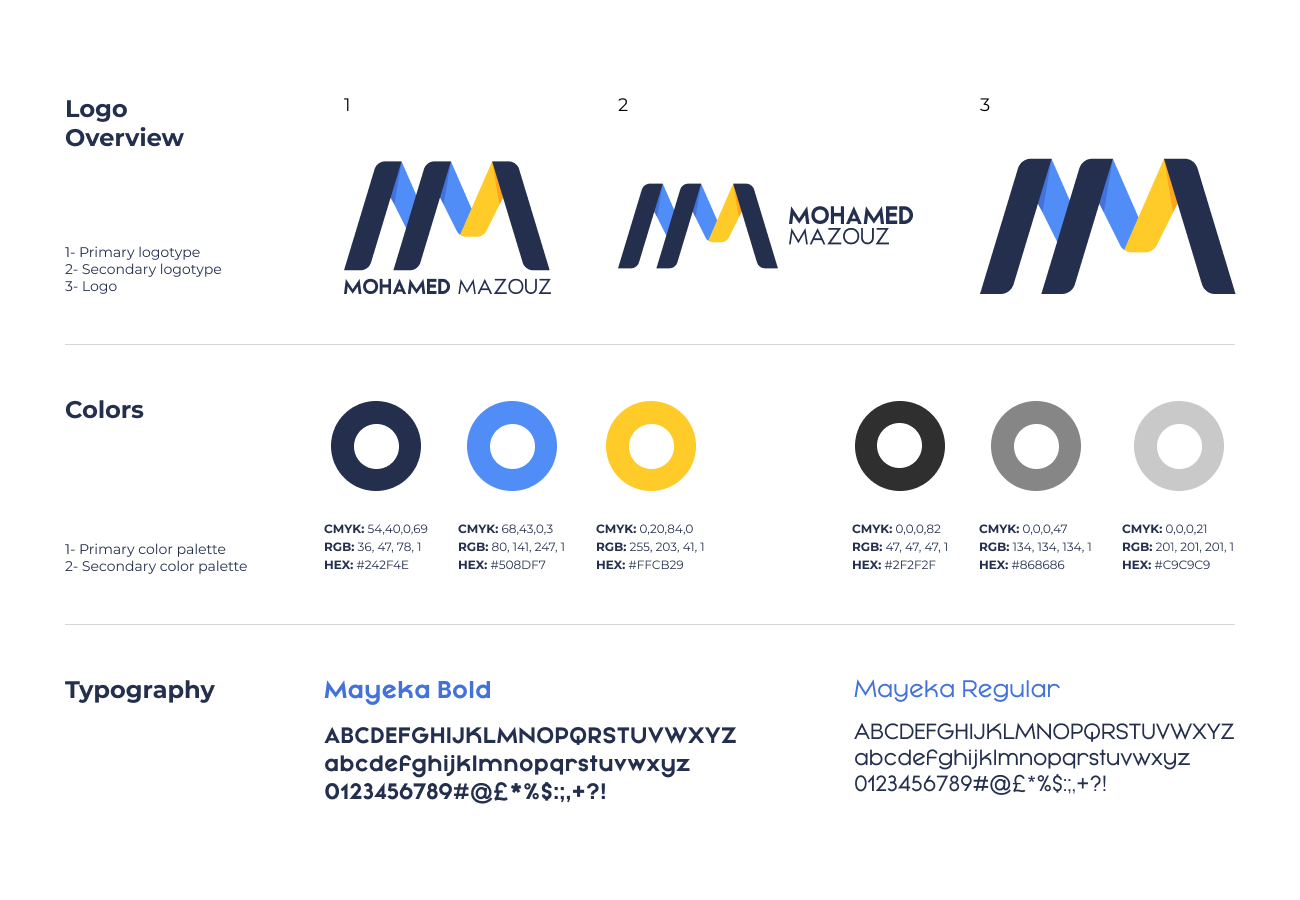 Logo
Overview
1
2
3
MOHAMED MAZOUZ
MOHAMED
MAZOUZ
1- Primary logotype
2- Secondary logotype
3- Logo
Colors
1- Primary color palette
2- Secondary color palette
CMYK: 54,40,0,69
RGB: 36, 47, 78, 1
HEX: #242F4E
CMYK: 68,43,0,3
RGB: 80, 141, 247, 1
HEX: #508DF7
CMYK: 0,20,84,0
RGB: 255, 203, 41, 1
HEX: #FFCB29
CMYK: 0,0,0,82
RGB: 47, 47, 47, 1
HEX: #2F2F2F
CMYK: 0,0,0,47
RGB: 134, 134, 134, 1
HEX: #868686
CMYK: 0,0,0,21
RGB: 201, 201, 201, 1
HEX: #C9C9C9
Typography
Mayeka Bold
ABCDEFGHIJKLMNOPQRSTUVWXYZ
abcdefghijklmnopqrstuvwxyz
0123456789#@£*%$:;,+?!
Mayeka Regular
ABCDEFGHIJKLMNOPQRSTUVWXYZ
abcdefghijklmnopqrstuvwxyz
0123456789#@£*%$:;,+?!